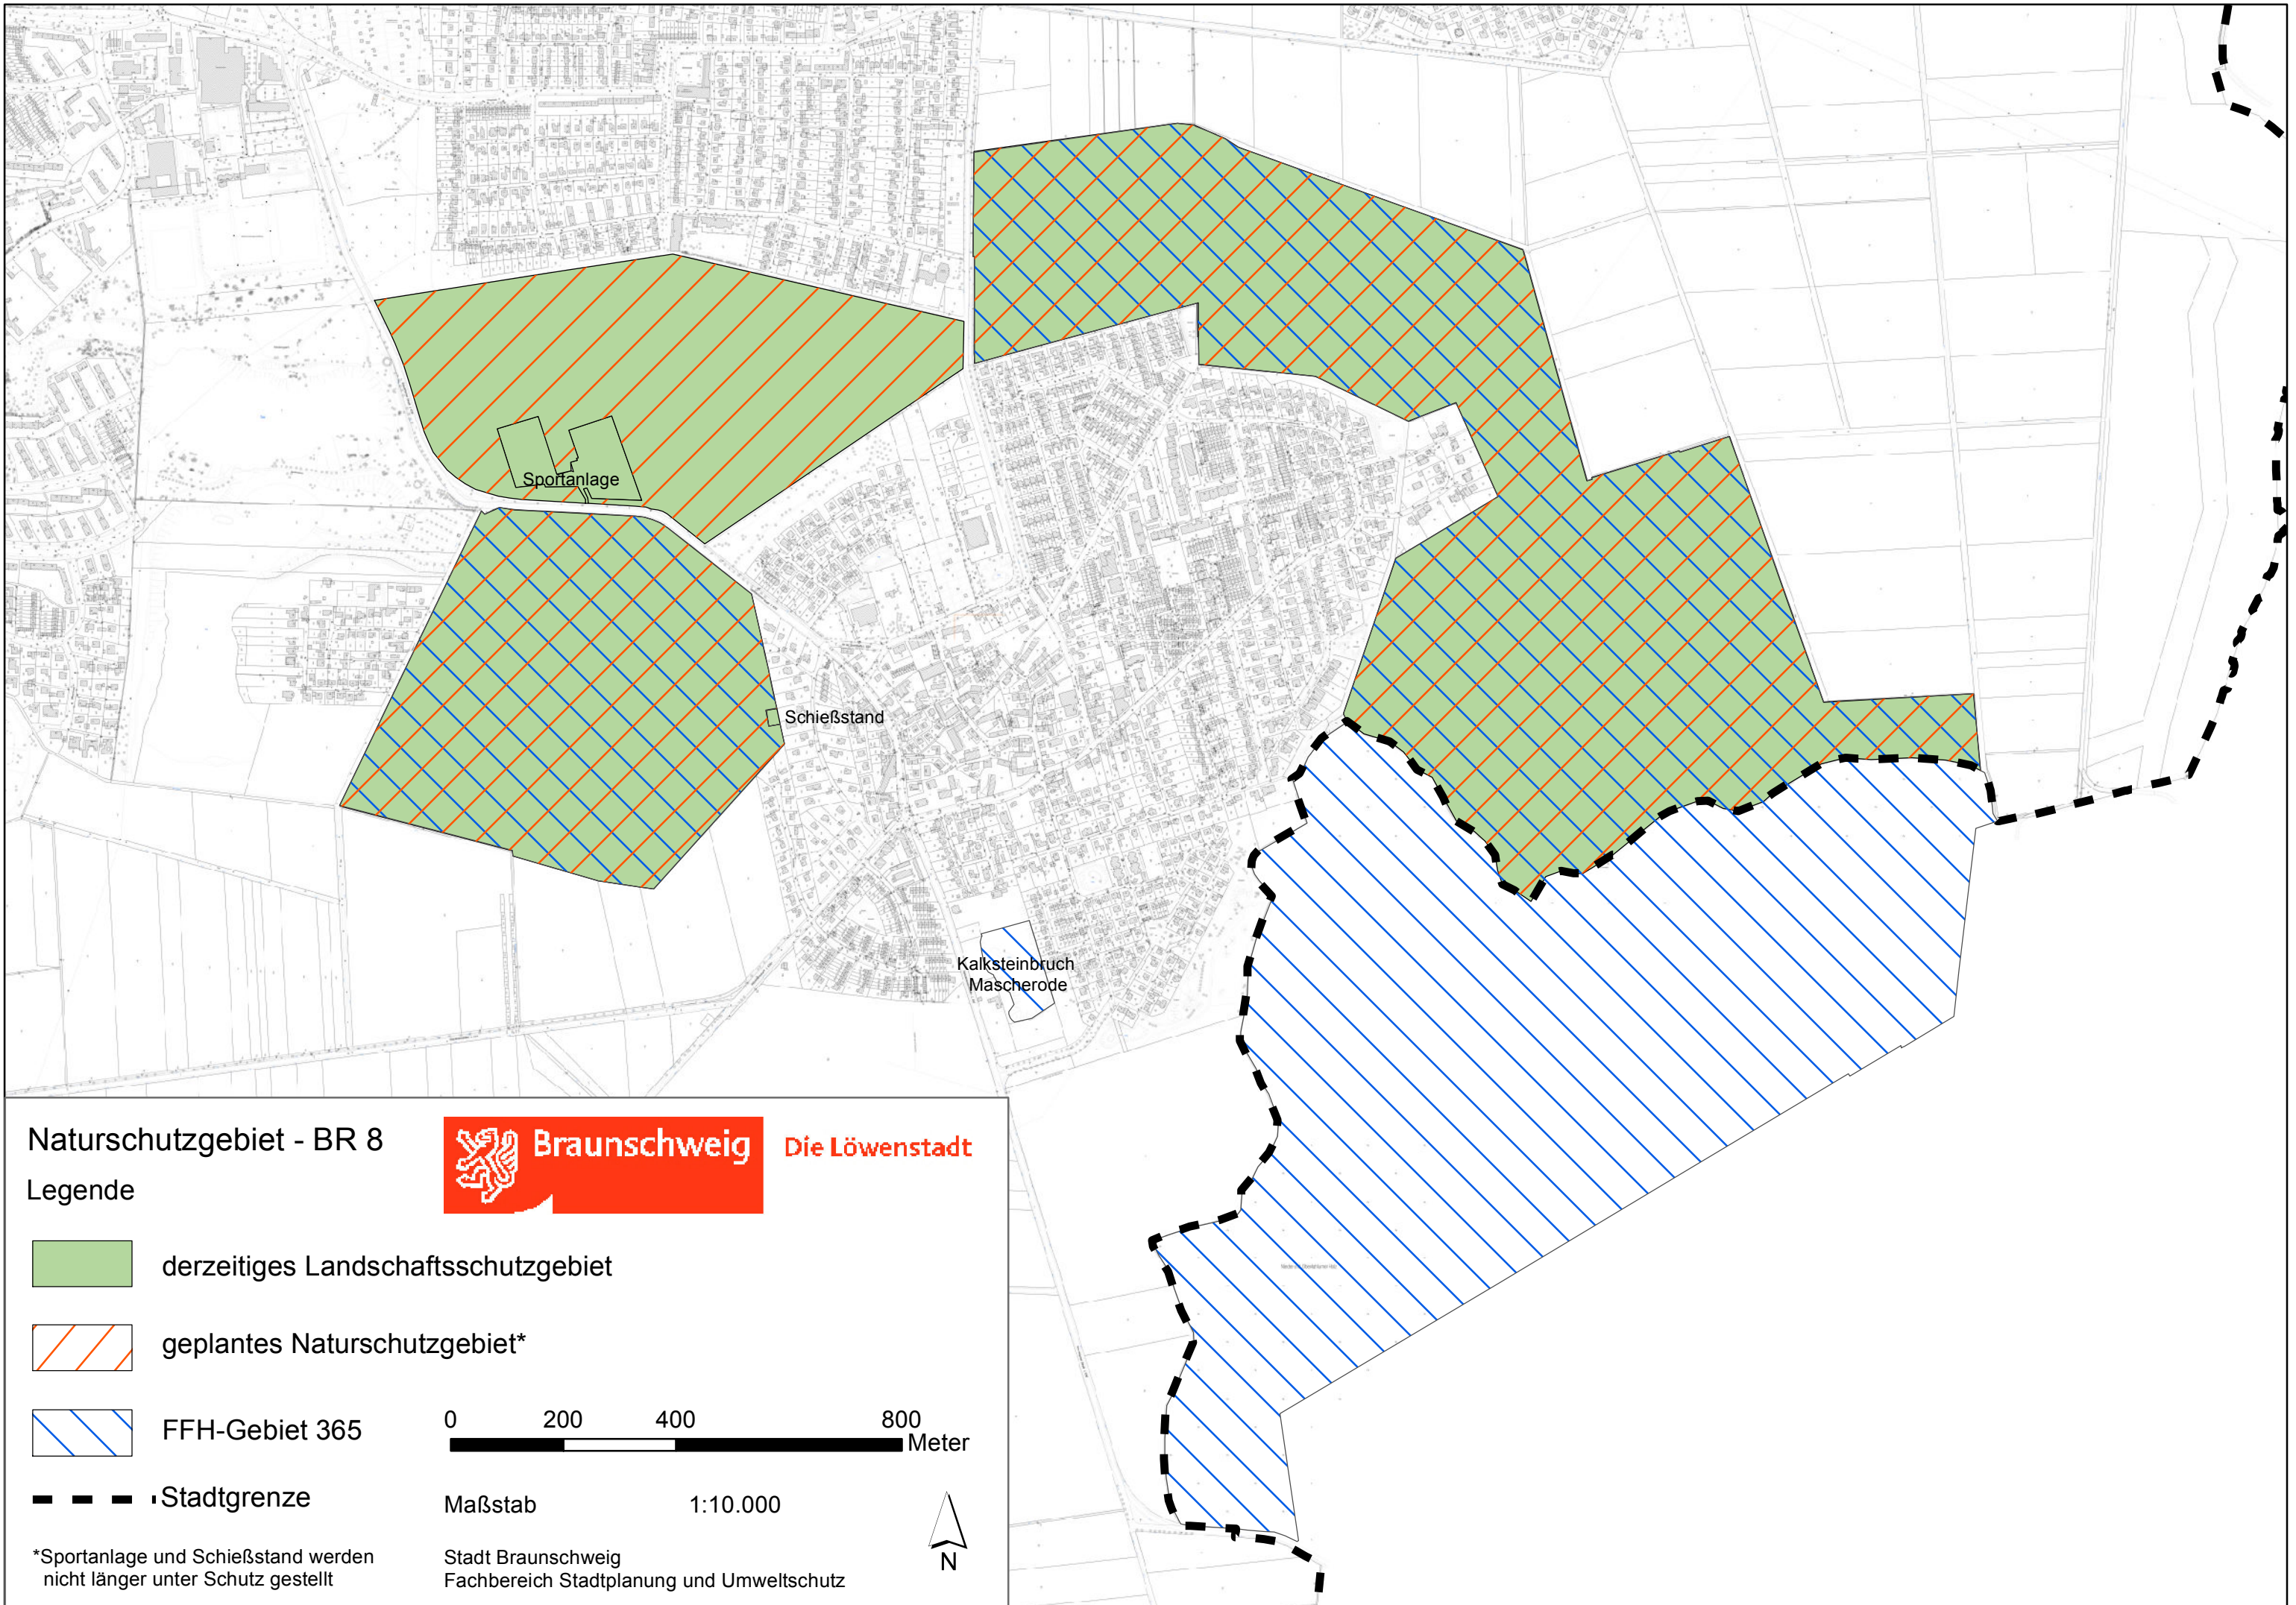 Sportanlage
Schießstand
Kalksteinbruch
Mascherode
Naturschutzgebiet - BR 8
Braunschweig
Die Löwenstadt
Legende
derzeitiges Landschaftsschutzgebiet
geplantes Naturschutzgebiet*
FFH-Gebiet 365
0 200 400 800
Meter
Stadtgrenze
Maßstab 1:10.000
N
*Sportanlage und Schießstand werden
nicht länger unter Schutz gestellt
Stadt Braunschweig
Fachbereich Stadtplanung und Umweltschutz